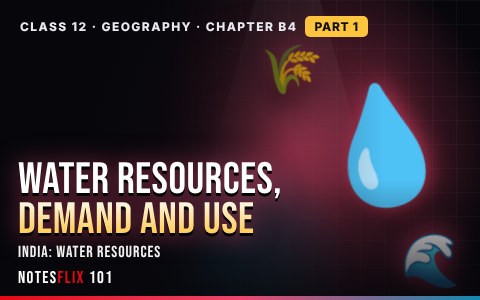 CLASS 12 · GEOGRAPHY · CHAPTER B4 PART 1
WATER RESOURCES,
DEMAND AND USE
INDIA: WATER RESOURCES
NOTESFLIX 101